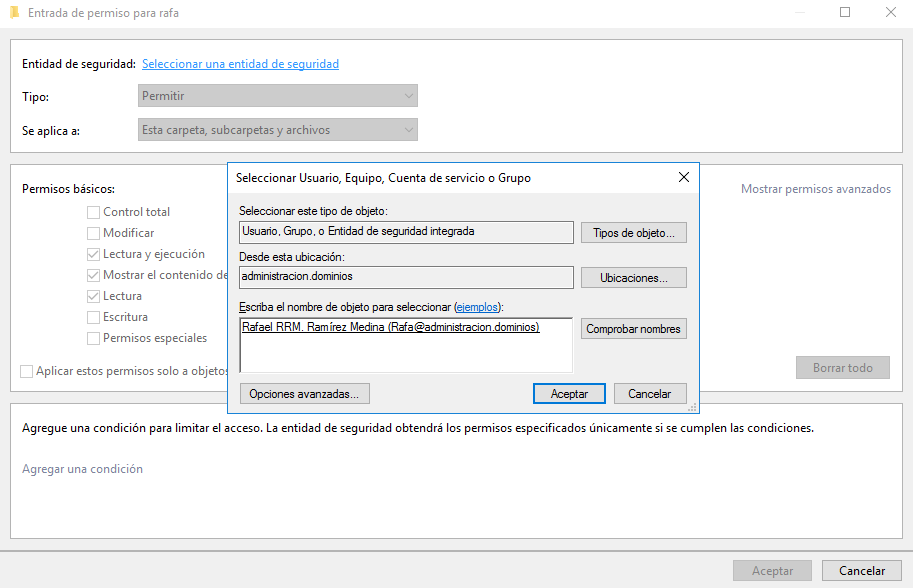 Entrada de permiso para rafa
Entidad de seguridad: Seleccionar una entidad de seguridad
Tipo: Permitir
Se aplica a: Esta carpeta, subcarpetas y archivos
Permisos básicos:
Mostrar permisos avanzados
Control total
Modificar
Lectura y ejecución
Mostrar el contenido de
Lectura
Escritura
Permisos especiales
Aplicar estos permisos solo a objetos
Borrar todo
Seleccionar Usuario, Equipo, Cuenta de servicio o Grupo
Seleccionar este tipo de objeto:
Usuario, Grupo, o Entidad de seguridad integrada
Tipos de objeto...
Desde esta ubicación:
administracion.dominios
Ubicaciones...
Escriba el nombre de objeto para seleccionar (ejemplos):
Rafael RRM. Ramírez Medina (Rafa@administracion.dominios)
Comprobar nombres
Opciones avanzadas...
Aceptar
Cancelar
Agregue una condición para limitar el acceso. La entidad de seguridad obtendrá los permisos especificados únicamente si se cumplen las condiciones.
Agregar una condición
Aceptar
Cancelar